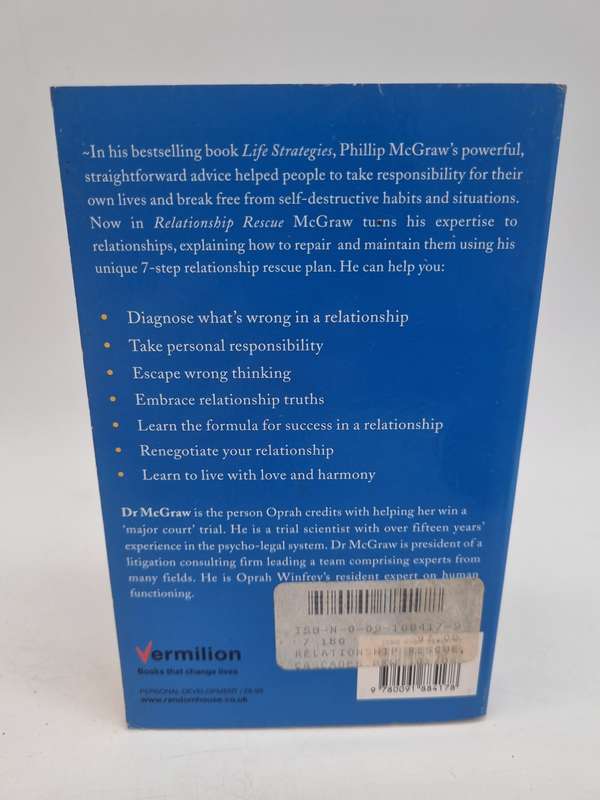 ~In his bestselling book Life Strategies, Phillip McGraw's powerful,
straightforward advice helped people to take responsibility for their
own lives and break free from self-destructive habits and situations.
Now in Relationship Rescue McGraw turns his expertise to
relationships, explaining how to repair and maintain them using his
unique 7-step relationship rescue plan. He can help you:
• Diagnose what's wrong in a relationship
• Take personal responsibility
• Escape wrong thinking
• Embrace relationship truths
• Learn the formula for success in a relationship
• Renegotiate your relationship
• Learn to live with love and harmony
Dr McGraw is the person Oprah credits with helping her win a
'major court' trial. He is a trial scientist with over fifteen years'
experience in the psycho-legal system. Dr McGraw is president of a
litigation consulting firm leading a team comprising experts from
many fields. He is Oprah Winfrey's resident expert on human
functioning.
/ 180
RELATIONSHIP RESCUE
Vermilion
Books that change lives
PERSONAL DEVELOPMENT /
www.randomhouse.co.uk
9 780091 884178